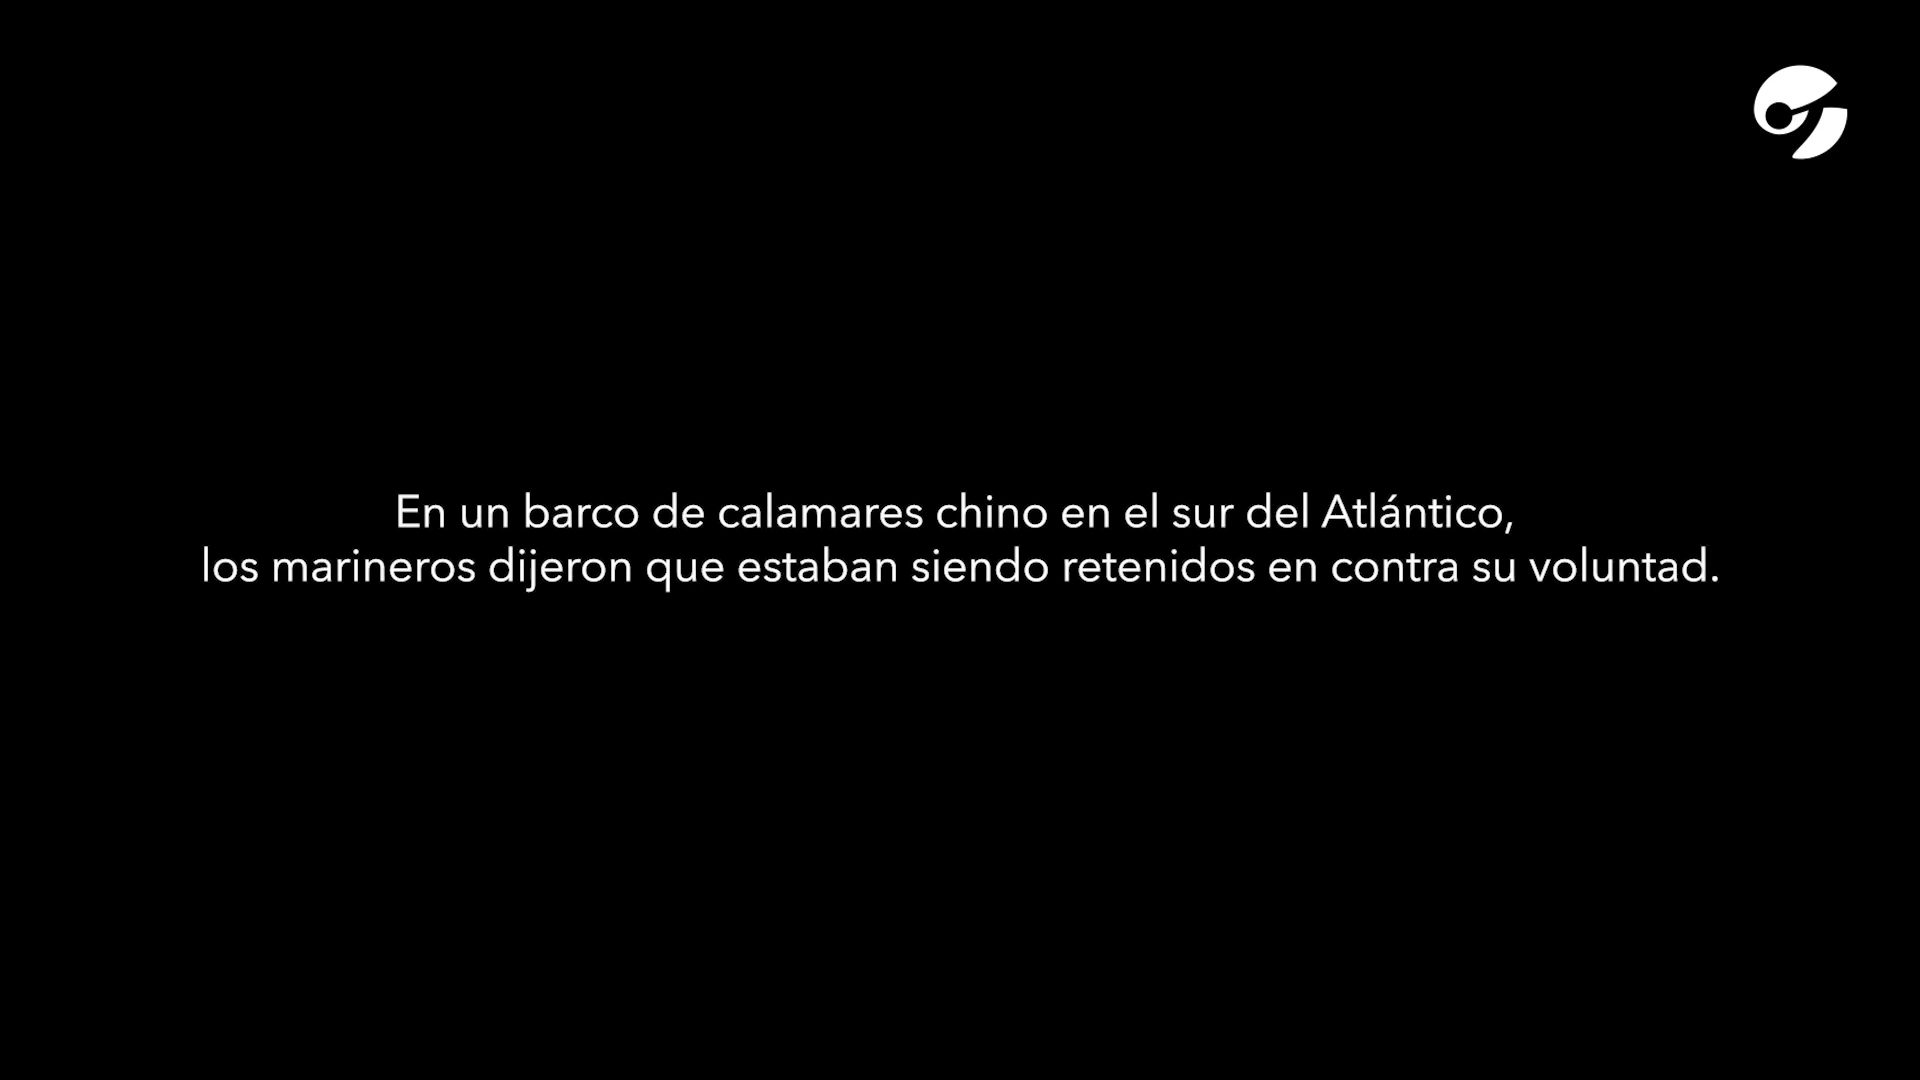 En un barco de calamares chino en el sur del Atlántico,
los marineros dijeron que estaban siendo retenidos en contra su voluntad.